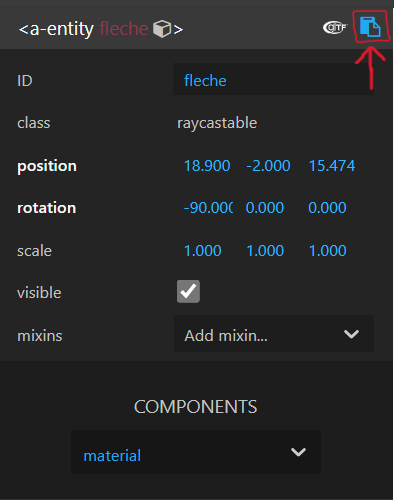 <a-entity fleche >
GLTF
ID fleche
class raycastable
position 18.900 -2.000 15.474
rotation -90.000 0.000 0.000
scale 1.000 1.000 1.000
visible
mixins Add mixin...
COMPONENTS
material